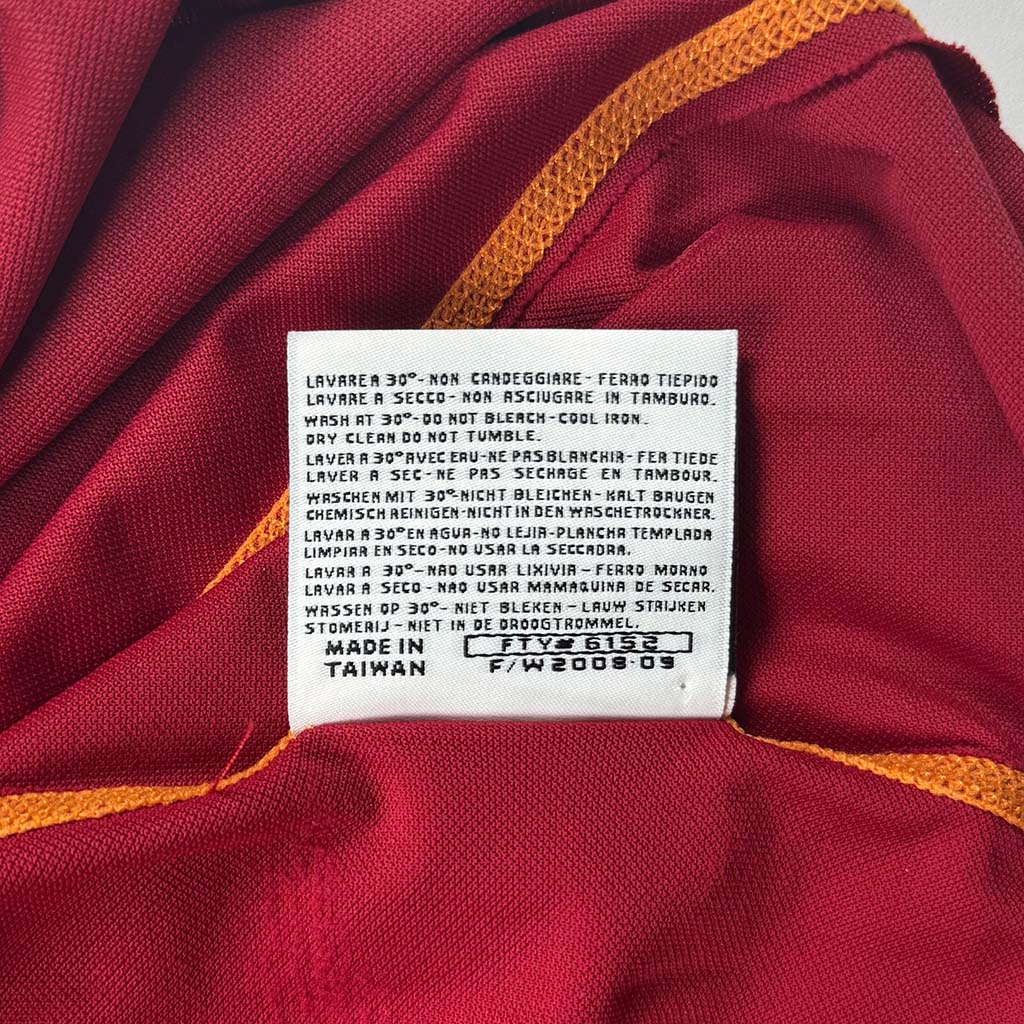 LAVARE A 30°-NON CANDEGGIARE-FERRO TIEPIDO
LAVARE A SECCO-NON ASCIUGARE IN TAMBURO.
WASH AT 30°-DO NOT BLEACH-COOL IRON.
DRY CLEAN DO NOT TUMBLE.
LAVER A 30° AVEC EAU-NE PAS BLANCHIR-FER TIEDE
LAVER A SEC-NE PAS SECHAGE EN TAMBOUR.
WASCHEN MIT 30°-NICHT BLEICHEN-KALT BAUGEN
CHEMISCH REINIGEN-NICHT IN DEN WASCHETROCKNER.
LAVAR A 30° EN AGUA-NO LEJIA-PLANCHA TEMPLADA
LIMPIAR EN SECO-NO USAR LA SECCADRA.
LAVAR A 30°-NAO USAR LIXIVIA-FERRO MORNO
LAVAR A SECO-NAO USAR MAMAQUINA DE SECAR.
WASSEN OP 30°-NIET BLEKEN-LAUW STRIJKEN
STOMERIJ-NIET IN DE DROOGTROMMEL.
MADE IN TAIWAN
FTY# 6152
F/W2008-09